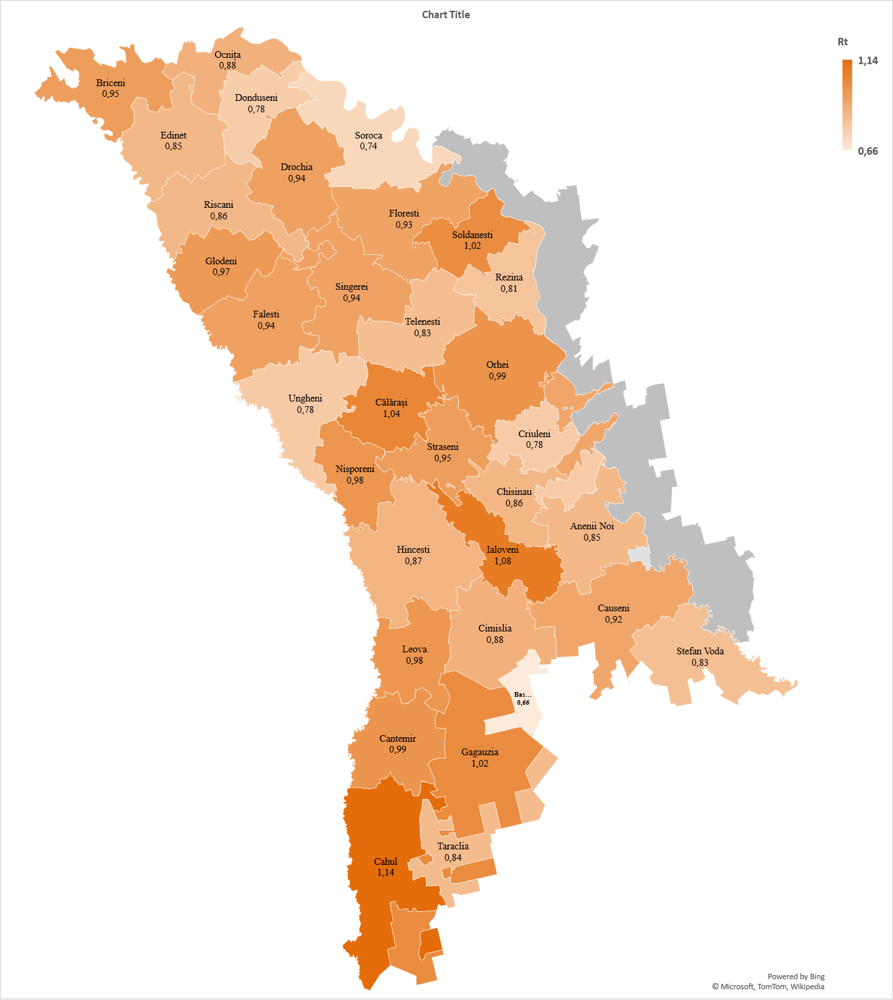 Chart Title
Rt
1,14
0,66
Ocnița
0,88
Briceni
0,95
Donduseni
0,78
Edinet
0,85
Soroca
0,74
Drochia
0,94
Riscani
0,86
Floresti
0,93
Soldanesti
1,02
Glodeni
0,97
Rezina
0,81
Singerei
0,94
Falesti
0,94
Telenesti
0,83
Orhei
0,99
Ungheni
0,78
Călărași
1,04
Criuleni
0,78
Straseni
0,95
Nisporeni
0,98
Chisinau
0,86
Anenii Noi
0,85
Hincesti
0,87
Ialoveni
1,08
Causeni
0,92
Cimislia
0,88
Leova
0,98
Stefan Voda
0,83
Bas...
0,66
Cantemir
0,99
Gagauzia
1,02
Taraclia
0,84
Cahul
1,14
Powered by Bing
© Microsoft, TomTom, Wikipedia